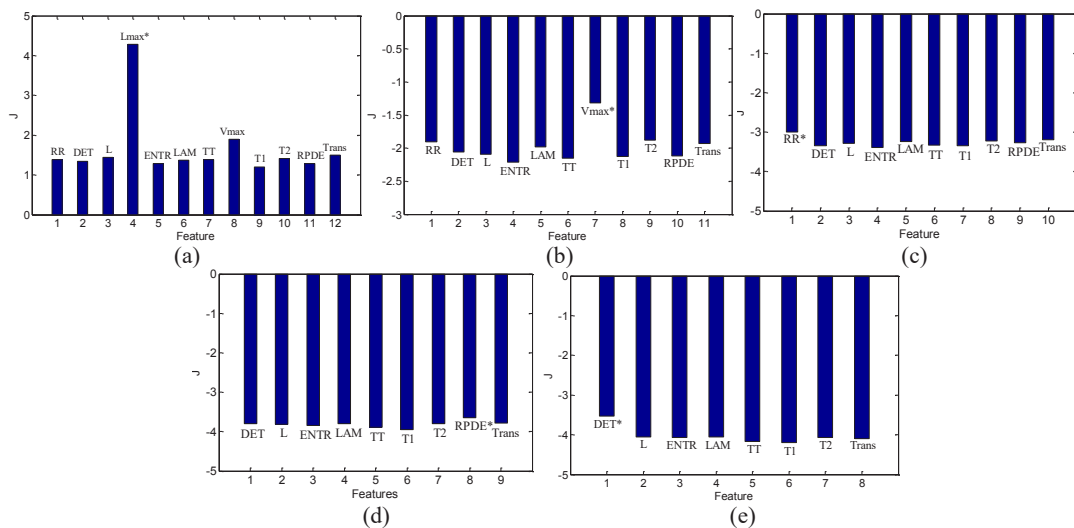 5
4
3
2
1
0
J
RR
DET
L
Lmax*
ENTR
LAM
TT
Vmax
T1
T2
RPDE
Trans
1 2 3 4 5 6 7 8 9 10 11 12
Feature
(a)
0
-0.5
-1
-1.5
-2
-2.5
-3
J
RR
DET
L
ENTR
LAM
TT
Vmax*
T1
T2
RPDE
Trans
1 2 3 4 5 6 7 8 9 10 11
Feature
(b)
0
-1
-2
-3
-4
-5
J
RR*
DET
L
ENTR
LAM
TT
T1
T2
RPDE
Trans
1 2 3 4 5 6 7 8 9 10
Feature
(c)
0
-1
-2
-3
-4
-5
J
DET
L
ENTR
LAM
TT
T1
T2
RPDE*
Trans
1 2 3 4 5 6 7 8 9
Features
(d)
0
-1
-2
-3
-4
-5
J
DET*
L
ENTR
LAM
TT
T1
T2
Trans
1 2 3 4 5 6 7 8
Feature
(e)